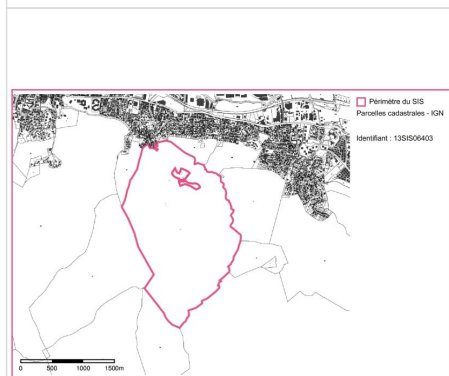 Périmètre du SIS
Parcelles cadastrales - IGN
Identifiant : 13SIS06403
0 500 1000 1500m